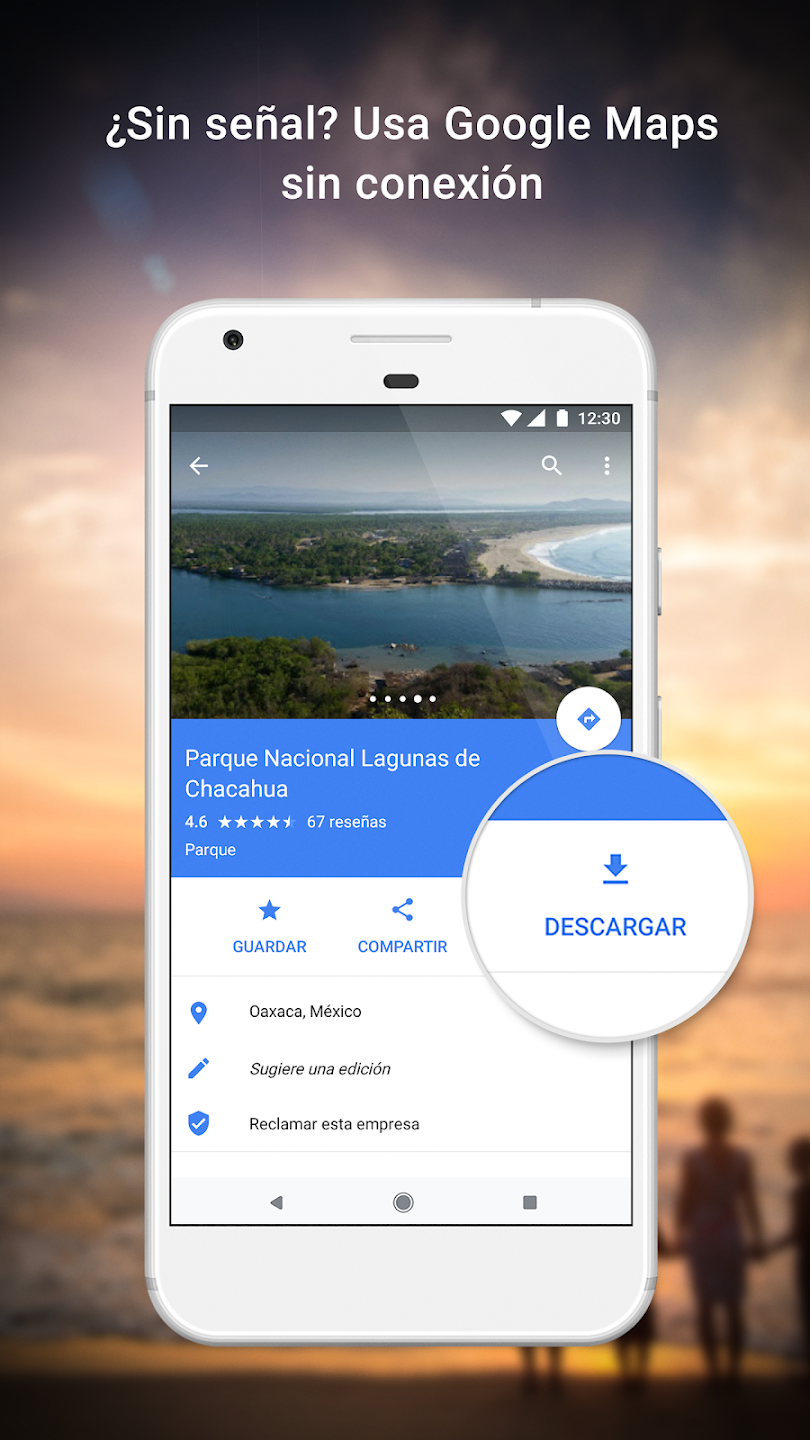 ¿Sin señal? Usa Google Maps
sin conexión
12:30
Parque Nacional Lagunas de
Chacahua
4.6 67 reseñas
Parque
GUARDAR COMPARTIR DESCARGAR
Oaxaca, México
Sugiere una edición
Reclamar esta empresa